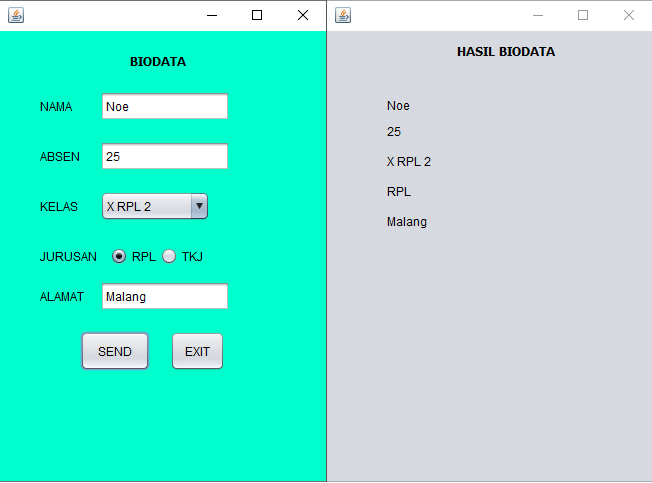 BIODATA
NAMA Noe
ABSEN 25
KELAS X RPL 2
JURUSAN RPL TKJ
ALAMAT Malang
SEND EXIT
HASIL BIODATA
Noe
25
X RPL 2
RPL
Malang